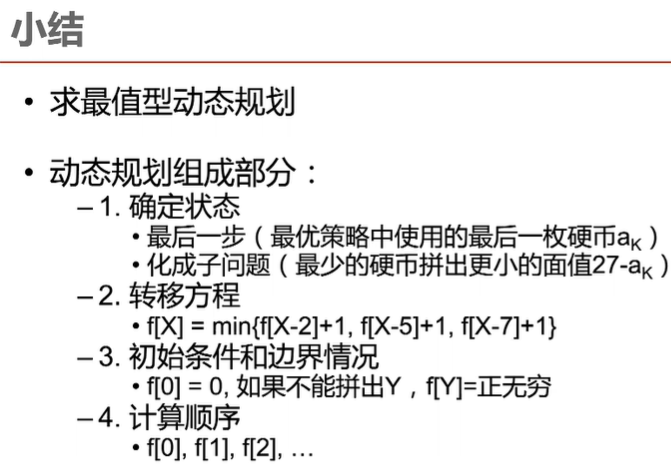 小结
• 求最值型动态规划
• 动态规划组成部分：
– 1. 确定状态
• 最后一步（最优策略中使用的最后一枚硬币aK）
• 化成子问题（最少的硬币拼出更小的面值27-aK）
– 2. 转移方程
• f[X] = min{f[X-2]+1, f[X-5]+1, f[X-7]+1}
– 3. 初始条件和边界情况
• f[0] = 0, 如果不能拼出Y，f[Y]=正无穷
– 4. 计算顺序
• f[0], f[1], f[2], …